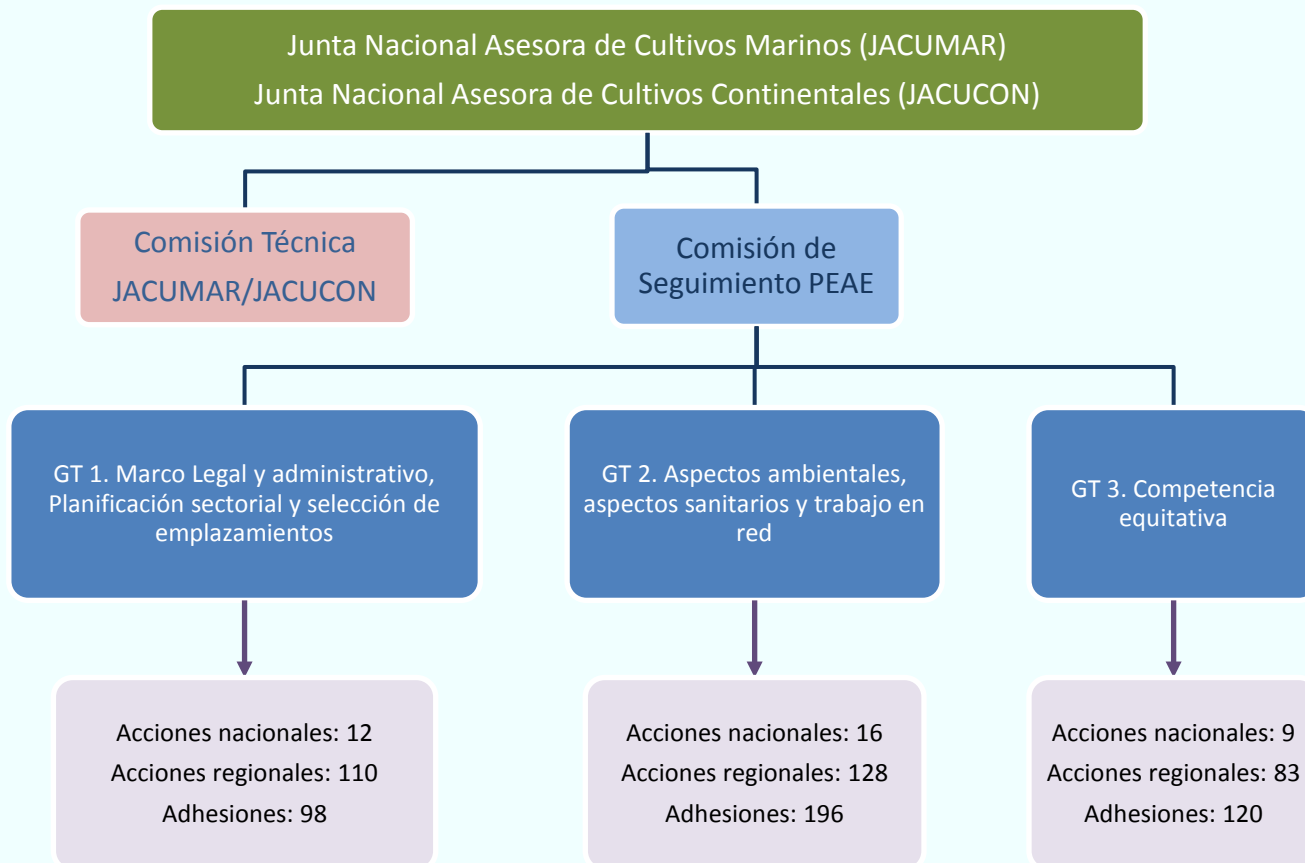 Junta Nacional Asesora de Cultivos Marinos (JACUMAR)
Junta Nacional Asesora de Cultivos Continentales (JACUCON)
Comisión Técnica
JACUMAR/JACUCON
Comisión de
Seguimiento PEAE
GT 1. Marco Legal y administrativo,
Planificación sectorial y selección de
emplazamientos
GT 2. Aspectos ambientales,
aspectos sanitarios y trabajo en
red
GT 3. Competencia
equitativa
Acciones nacionales: 12
Acciones regionales: 110
Adhesiones: 98
Acciones nacionales: 16
Acciones regionales: 128
Adhesiones: 196
Acciones nacionales: 9
Acciones regionales: 83
Adhesiones: 120